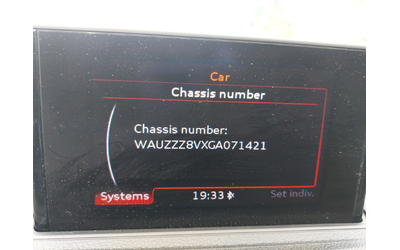 Car
Chassis number
Chassis number:
WAUZZZ8VXGA071421
Systems 19:33 Set indiv.